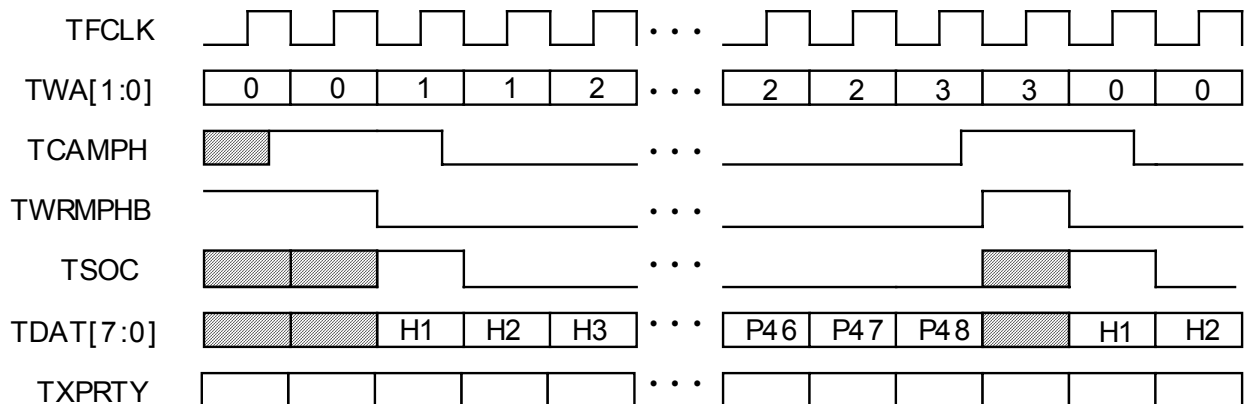 TFCLK • • •
TWA[1:0] 0 0 1 1 2 • • • 2 2 3 3 0 0
TCAMPH • • •
TWRMPHB • • •
TSOC • • •
TDAT[7:0] H1 H2 H3 • • • P46 P47 P48 H1 H2
TXPRTY • • •